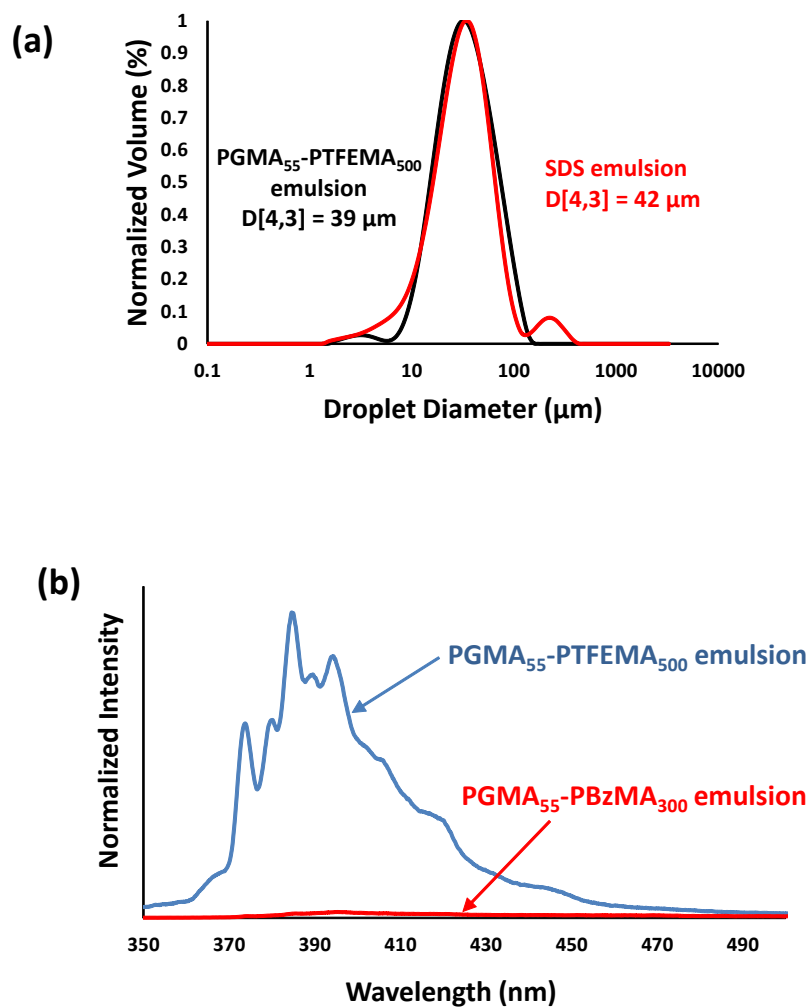 (a)
Normalized Volume (%)
1
0.9
0.8
0.7
0.6
0.5
0.4
0.3
0.2
0.1
0
PGMA₅₅-PTFEMA₅₀₀
emulsion
D[4,3] = 39 µm
SDS emulsion
D[4,3] = 42 µm
0.1 1 10 100 1000 10000
Droplet Diameter (µm)
(b)
Normalized Intensity
PGMA₅₅-PTFEMA₅₀₀ emulsion
PGMA₅₅-PBzMA₃₀₀ emulsion
350 370 390 410 430 450 470 490
Wavelength (nm)